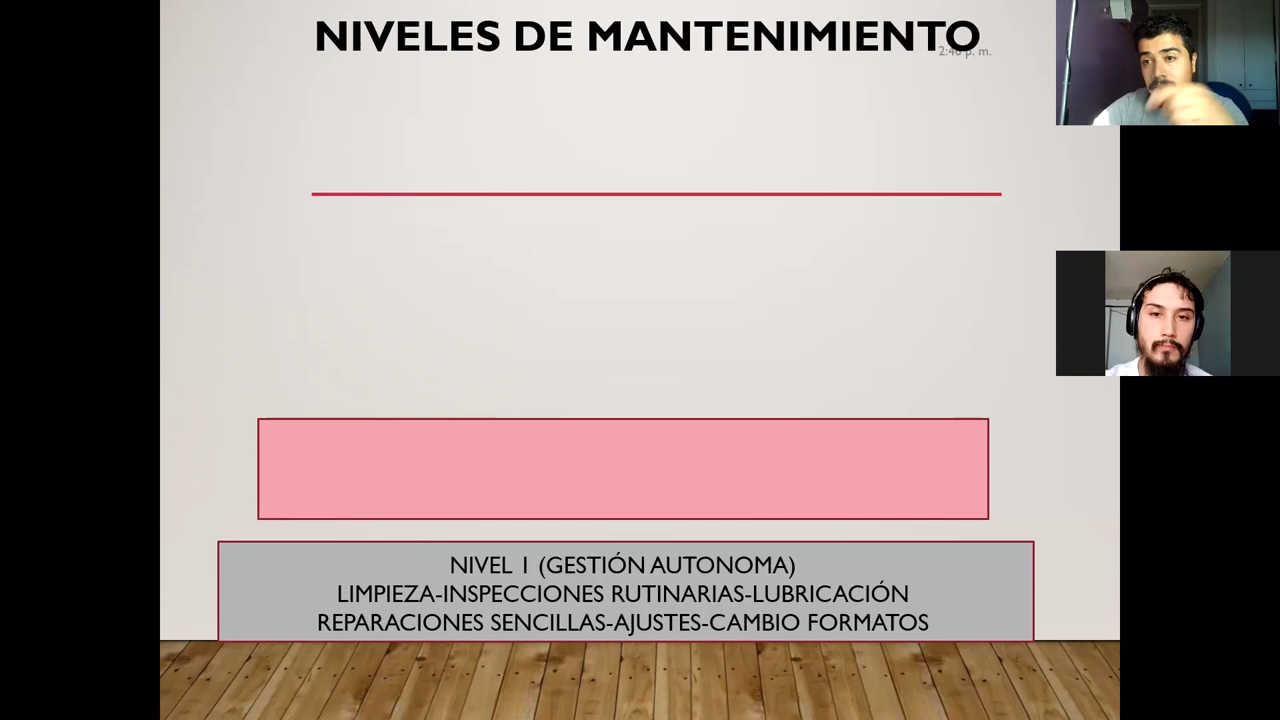 NIVELES DE MANTENIMIENTO
p. m.
NIVEL 1 (GESTIÓN AUTONOMA)
LIMPIEZA-INSPECCIONES RUTINARIAS-LUBRICACIÓN
REPARACIONES SENCILLAS-AJUSTES-CAMBIO FORMATOS